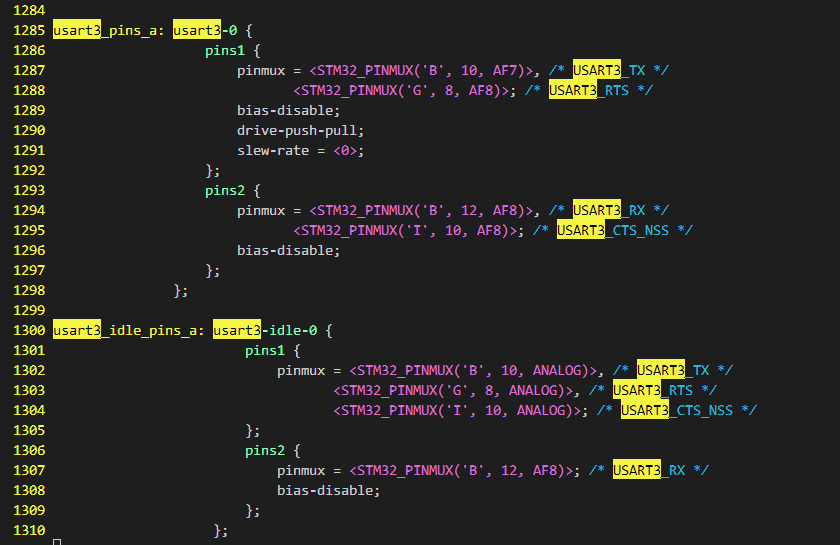 1284
1285 usart3_pins_a: usart3-0 {
1286 pins1 {
1287 pinmux = <STM32_PINMUX('B', 10, AF7)>, /* USART3_TX */
1288 <STM32_PINMUX('G', 8, AF8)>; /* USART3_RTS */
1289 bias-disable;
1290 drive-push-pull;
1291 slew-rate = <0>;
1292 };
1293 pins2 {
1294 pinmux = <STM32_PINMUX('B', 12, AF8)>, /* USART3_RX */
1295 <STM32_PINMUX('I', 10, AF8)>; /* USART3_CTS_NSS */
1296 bias-disable;
1297 };
1298 };
1299
1300 usart3_idle_pins_a: usart3-idle-0 {
1301 pins1 {
1302 pinmux = <STM32_PINMUX('B', 10, ANALOG)>, /* USART3_TX */
1303 <STM32_PINMUX('G', 8, ANALOG)>, /* USART3_RTS */
1304 <STM32_PINMUX('I', 10, ANALOG)>; /* USART3_CTS_NSS */
1305 };
1306 pins2 {
1307 pinmux = <STM32_PINMUX('B', 12, AF8)>; /* USART3_RX */
1308 bias-disable;
1309 };
1310 };